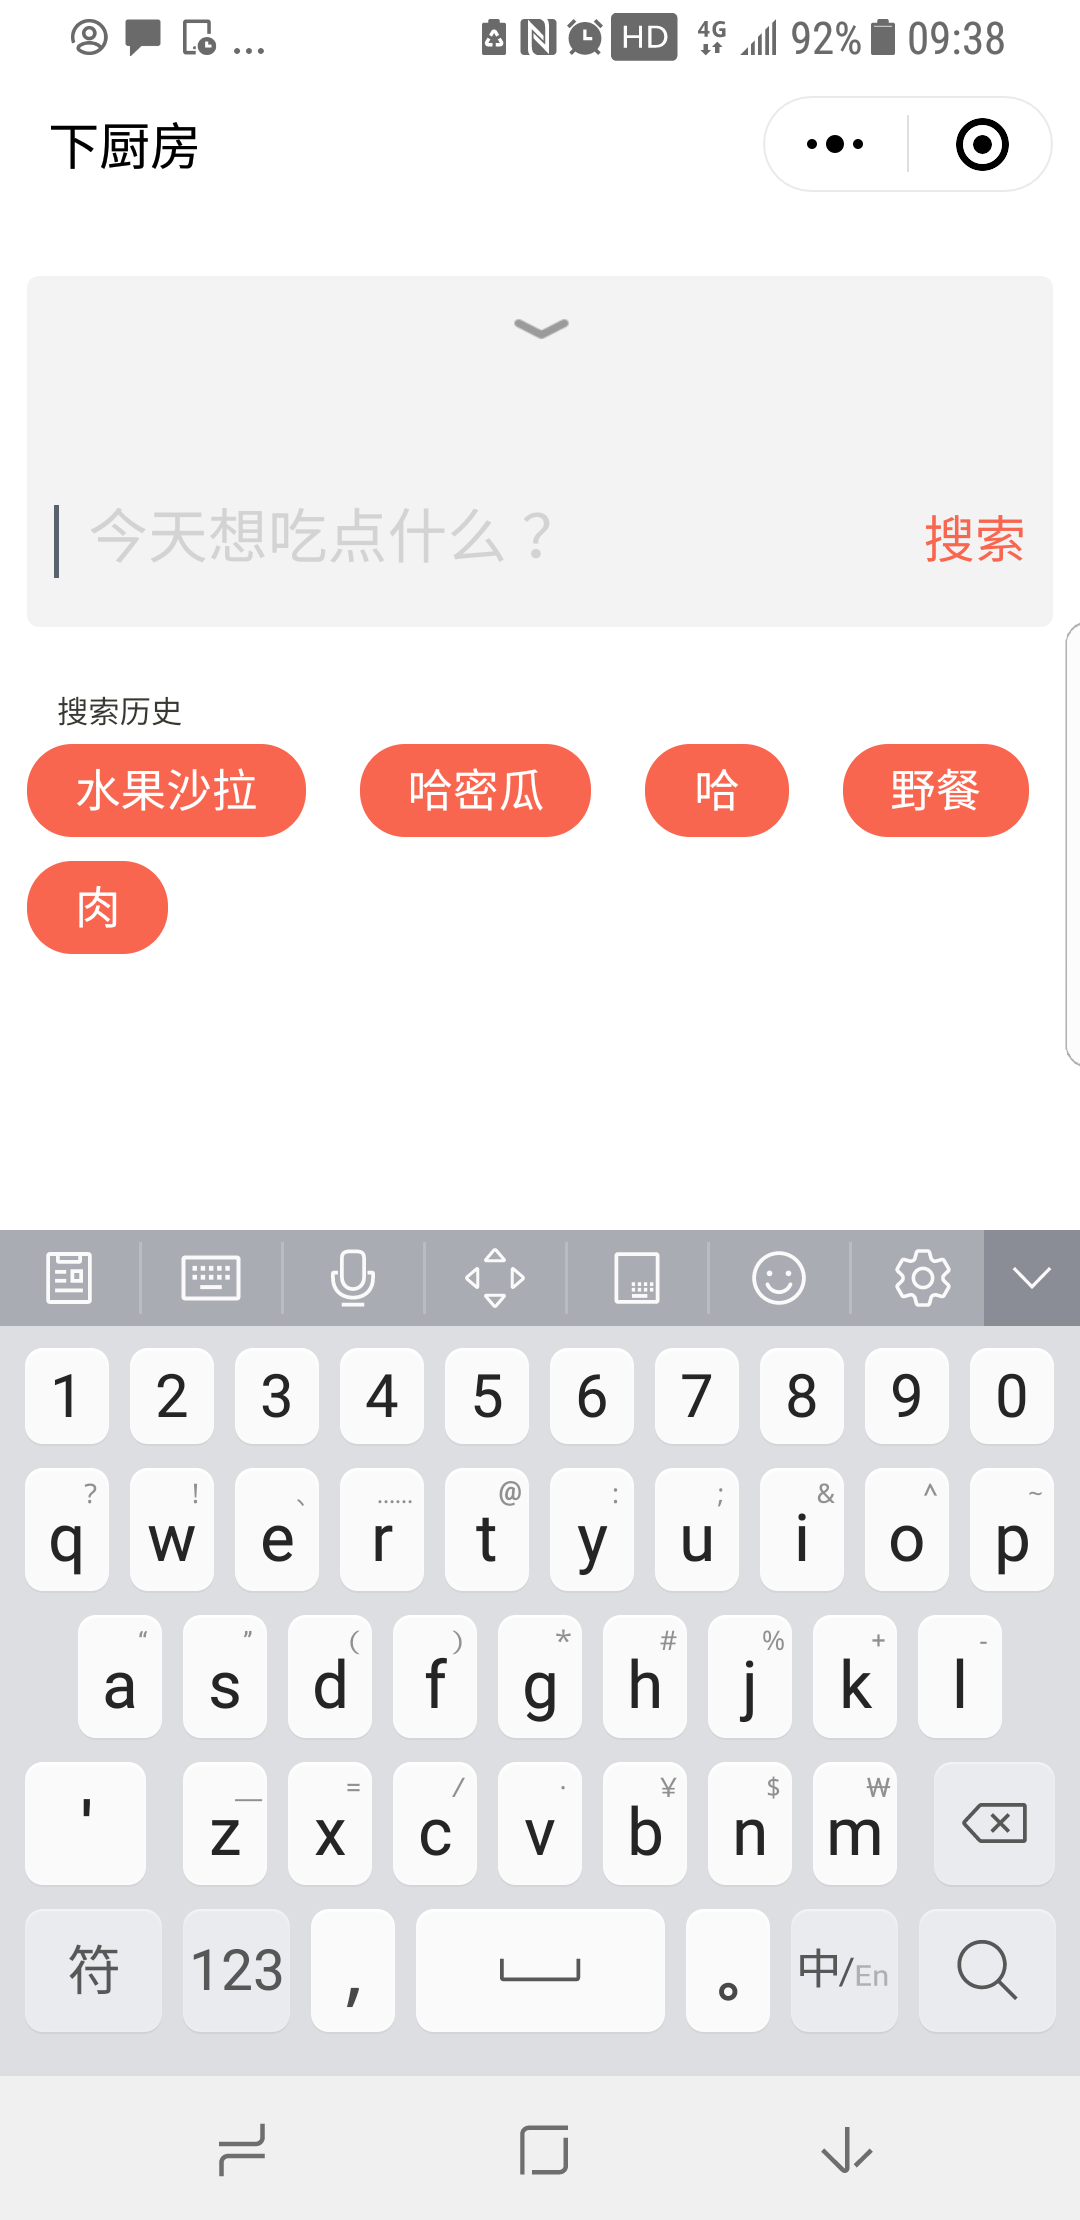 ... HD 4G 92% 09:38
下厨房
今天想吃点什么？ 搜索
搜索历史
水果沙拉 哈密瓜 哈 野餐
肉
1 2 3 4 5 6 7 8 9 0
? ! 、 …… @ : ; & ^ ~
q w e r t y u i o p
“ ” ( ) * # % + -
a s d f g h j k l
— = / · ¥ $ ₩
' z x c v b n m
符 123 , 。 中/En